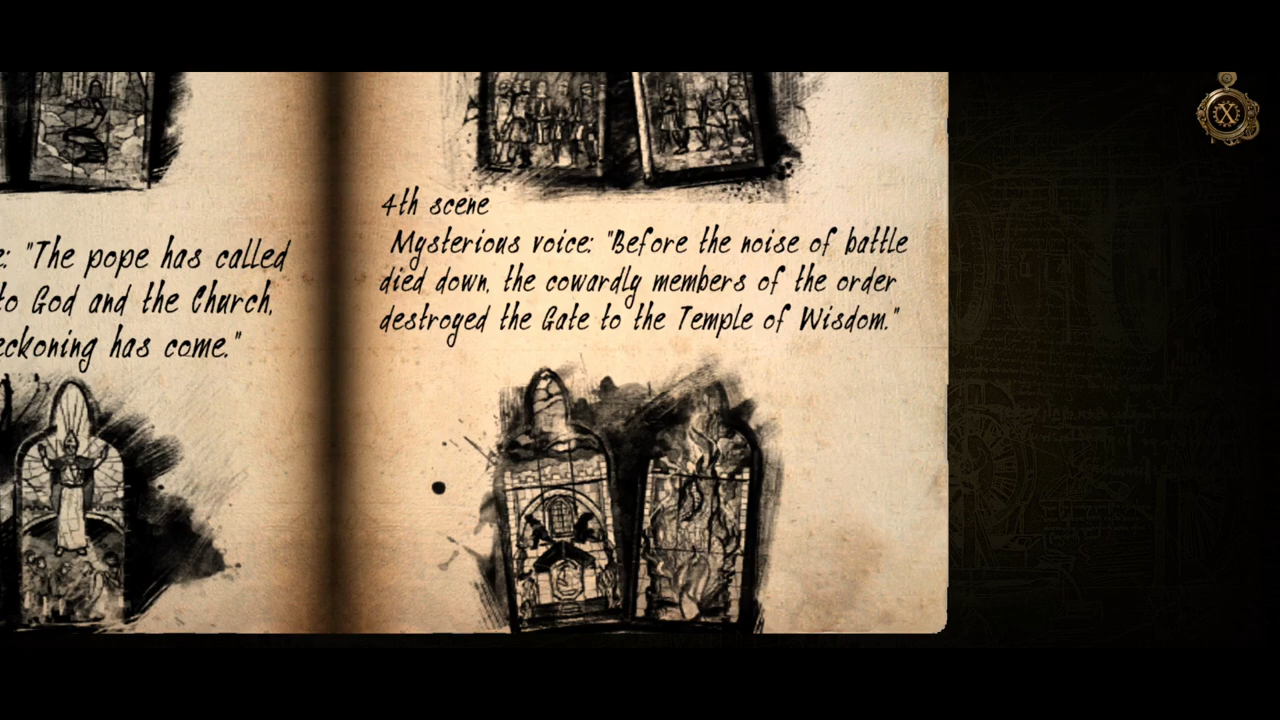 : "The pope has called
to God and the Church,
has come."
4th scene
Mysterious voice: "Before the noise of battle
died down, the cowardly members of the order
destroyed the Gate to the Temple of Wisdom."
X